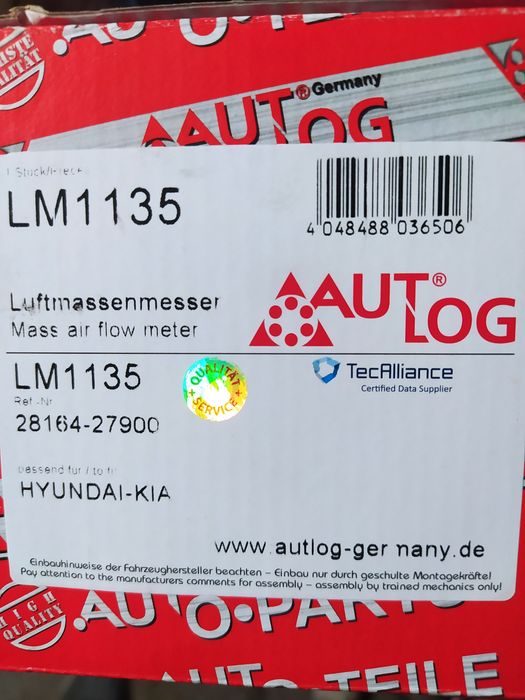 AUTO-
Germany
AUTLOG
1 Stück/Piece
LM1135
4 048488 036506
Luftmassenmesser
Mass air flow meter
AUTLOG®
LM1135
Ref.-Nr.
28164-27900
QUALITÄT
SERVICE
TecAlliance
Certified Data Supplier
passend für / to fit
HYUNDAI-KIA
www.autlog-germany.de
Einbauhinweise der Fahrzeughersteller beachten - Einbau nur durch geschulte Montagekräfte!
Pay attention to the manufacturers comments for assembly - assembly by trained mechanics only!
HIGH
QUALITY
AUTO-PARTS
AUTO-TEILE